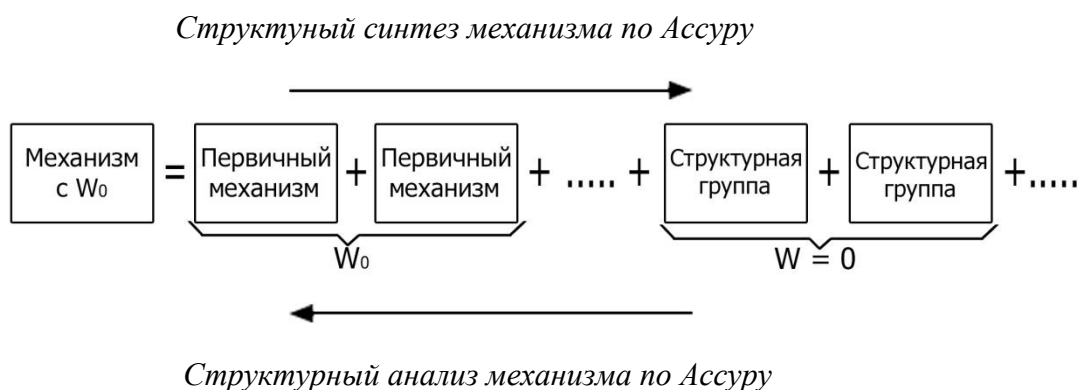 Структуный синтез механизма по Ассуру
Механизм
с W₀
=
Первичный
механизм
+
Первичный
механизм
+ ..... +
Структурная
группа
+
Структурная
группа
+.....
W₀
W = 0
Структурный анализ механизма по Ассуру